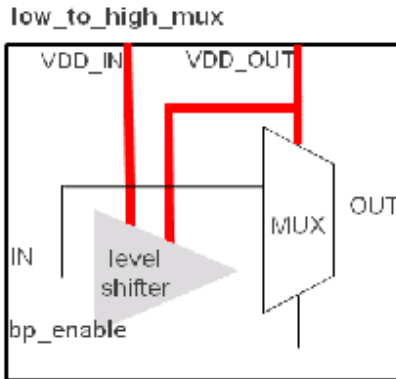 low_to_high_mux
VDD_IN VDD_OUT
OUT
MUX
IN
level
shifter
bp_enable